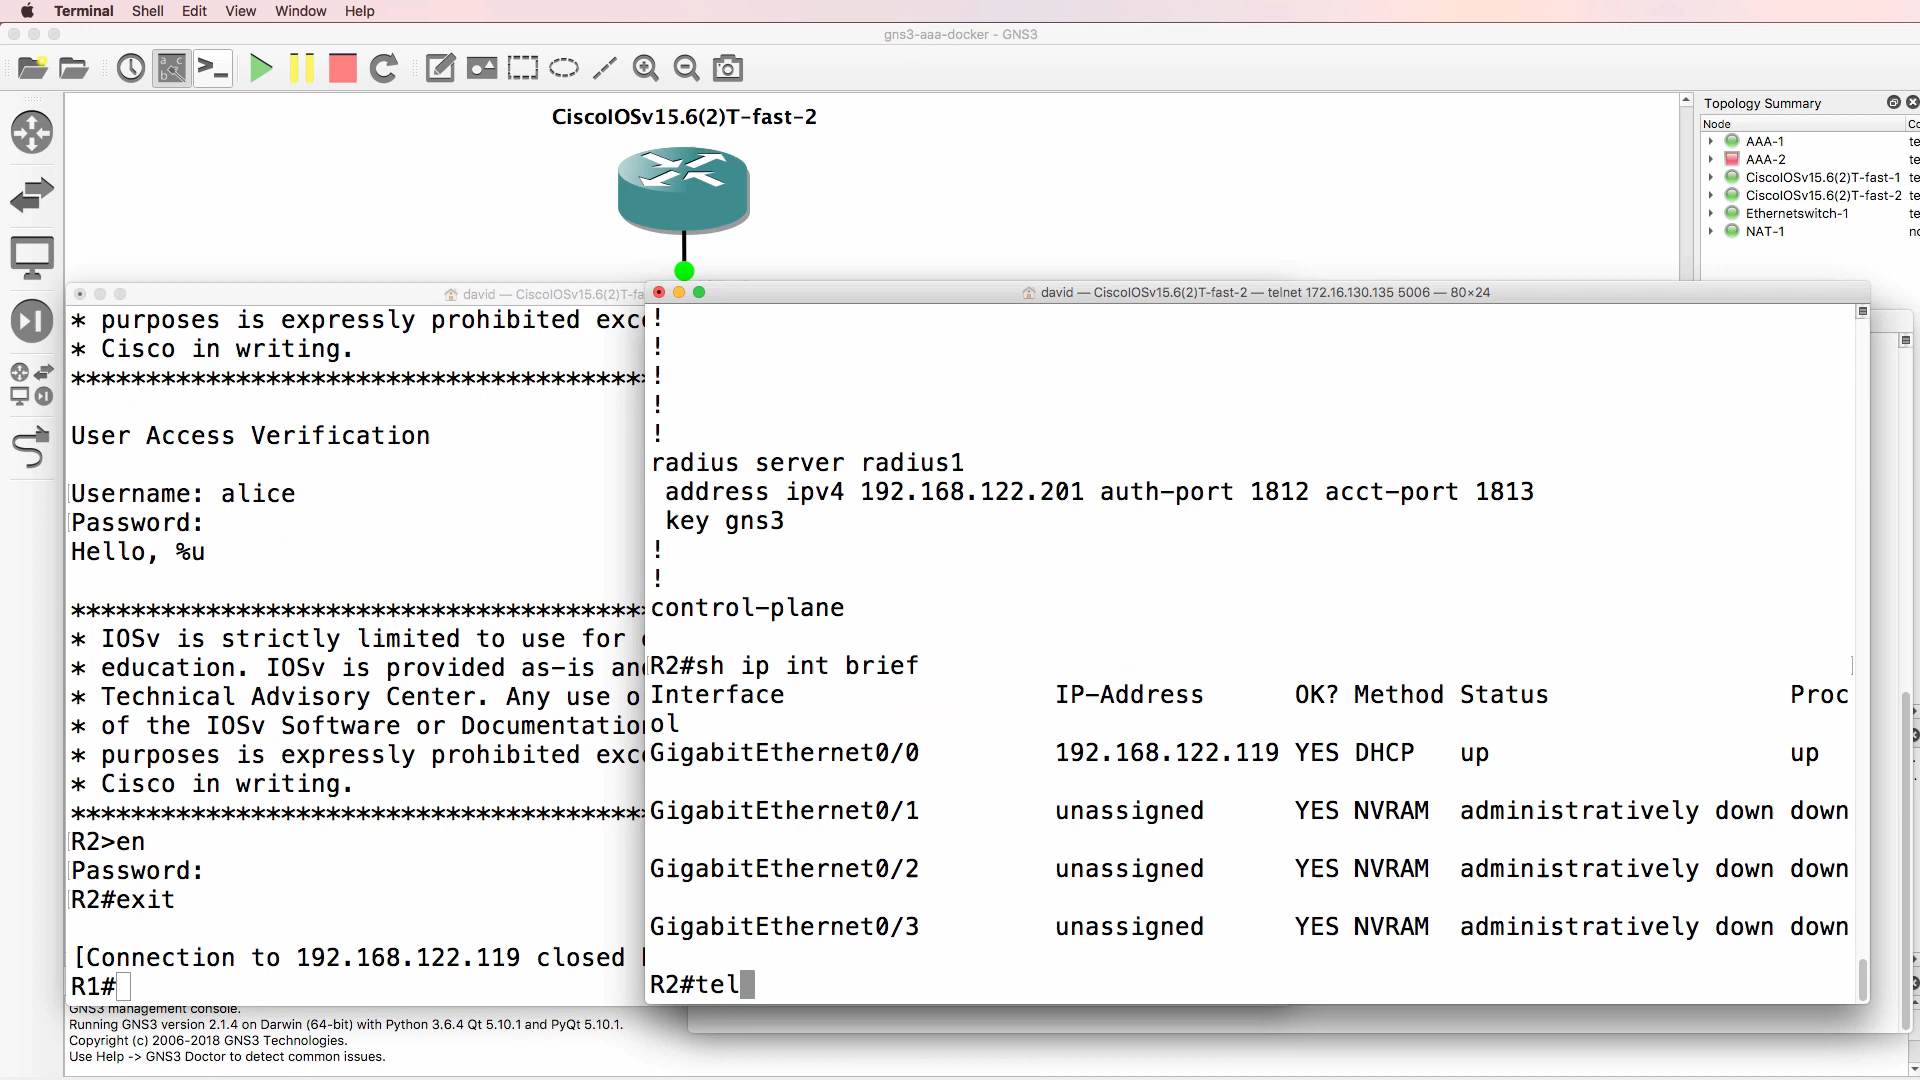 Terminal Shell Edit View Window Help
gns3-aaa-docker - GNS3
CiscoIOSv15.6(2)T-fast-2
Topology Summary
Node
AAA-1 te
AAA-2 te
CiscoIOSv15.6(2)T-fast-1 te
CiscoIOSv15.6(2)T-fast-2 te
Ethernetswitch-1 te
NAT-1
david — CiscoIOSv15.6(2)T-fa
* purposes is expressly prohibited exc
* Cisco in writing.
***************************************
User Access Verification
Username: alice
Password:
Hello, %u
***************************************
* IOSv is strictly limited to use for
* education. IOSv is provided as-is an
* Technical Advisory Center. Any use o
* of the IOSv Software or Documentation
* purposes is expressly prohibited exc
* Cisco in writing.
***************************************
R2>en
Password:
R2#exit
[Connection to 192.168.122.119 closed
R1#
david — CiscoIOSv15.6(2)T-fast-2 — telnet 172.16.130.135 5006 — 80×24
!
!
!
!
!
radius server radius1
address ipv4 192.168.122.201 auth-port 1812 acct-port 1813
key gns3
!
!
control-plane
R2#sh ip int brief
Interface IP-Address OK? Method Status Proc
ol
GigabitEthernet0/0 192.168.122.119 YES DHCP up up
GigabitEthernet0/1 unassigned YES NVRAM administratively down down
GigabitEthernet0/2 unassigned YES NVRAM administratively down down
GigabitEthernet0/3 unassigned YES NVRAM administratively down down
R2#tel
GNS3 management console.
Running GNS3 version 2.1.4 on Darwin (64-bit) with Python 3.6.4 Qt 5.10.1 and PyQt 5.10.1.
Copyright (c) 2006-2018 GNS3 Technologies.
Use Help -> GNS3 Doctor to detect common issues.